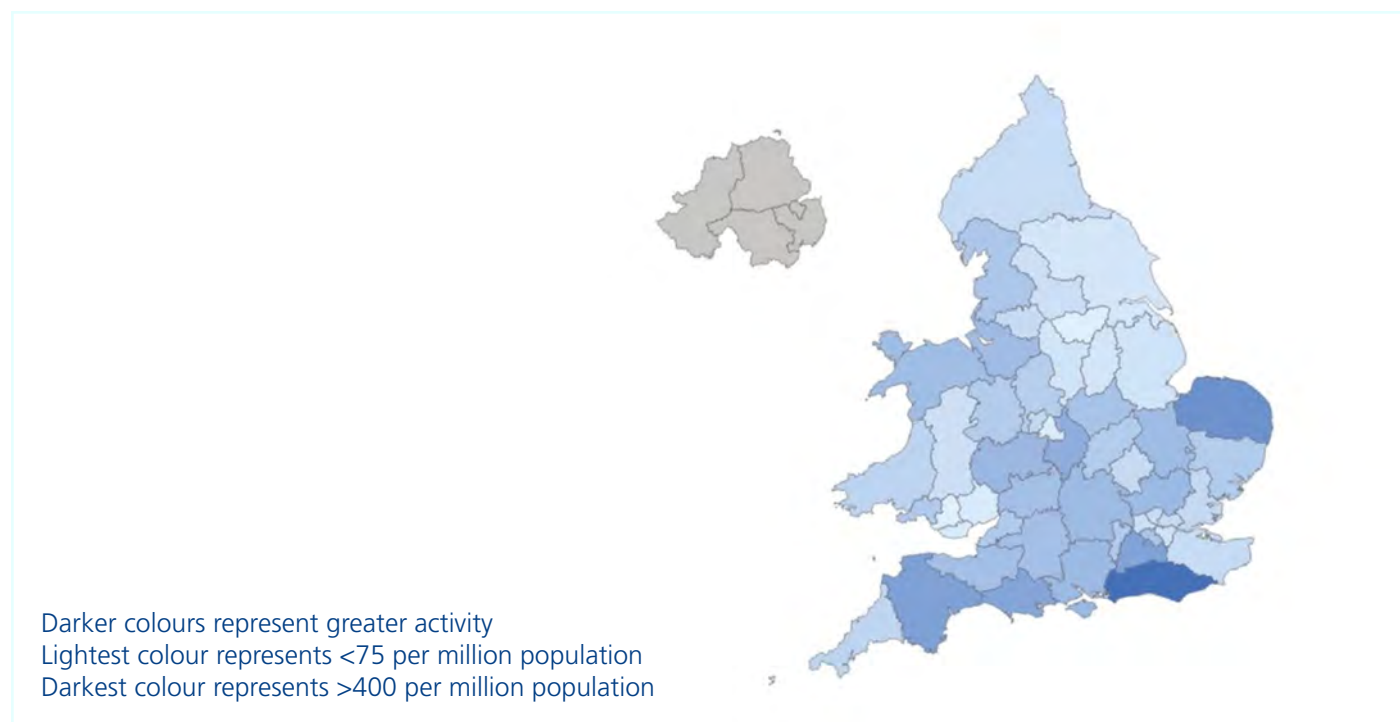 Darker colours represent greater activity
Lightest colour represents <75 per million population
Darkest colour represents >400 per million population